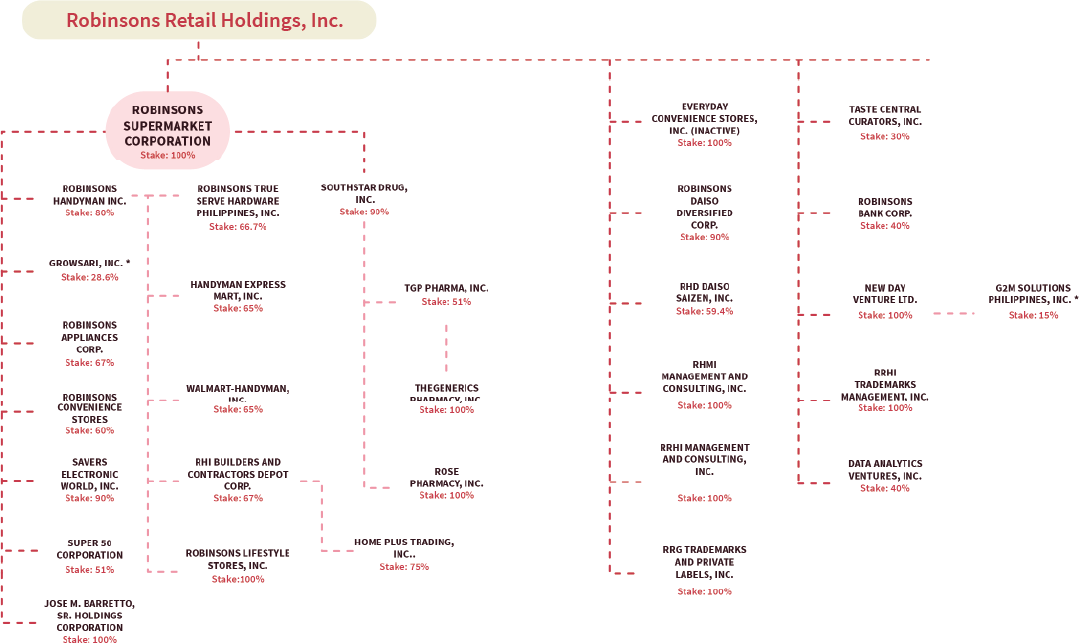 Robinsons Retail Holdings, Inc.
ROBINSONS
SUPERMARKET
CORPORATION
Stake: 100%
ROBINSONS
HANDYMAN INC.
Stake: 80%
GROWSARI, INC. *
Stake: 28.6%
ROBINSONS
APPLIANCES
CORP.
Stake: 67%
ROBINSONS
CONVENIENCE
STORES
Stake: 60%
SAVERS
ELECTRONIC
WORLD, INC.
Stake: 90%
SUPER 50
CORPORATION
Stake: 51%
JOSE M. BARRETTO,
SR. HOLDINGS
CORPORATION
Stake: 100%
ROBINSONS TRUE
SERVE HARDWARE
PHILIPPINES, INC.
Stake: 66.7%
HANDYMAN EXPRESS
MART, INC.
Stake: 65%
WALMART-HANDYMAN,
INC.
Stake: 65%
RHI BUILDERS AND
CONTRACTORS DEPOT
CORP.
Stake: 67%
ROBINSONS LIFESTYLE
STORES, INC.
Stake:100%
SOUTHSTAR DRUG,
INC.
Stake: 90%
TGP PHARMA, INC.
Stake: 51%
THEGENERICS
PHARMACY INC
Stake: 100%
ROSE
PHARMACY, INC.
Stake: 100%
HOME PLUS TRADING,
INC..
Stake: 75%
EVERYDAY
CONVENIENCE STORES,
INC. (INACTIVE)
Stake: 100%
ROBINSONS
DAISO
DIVERSIFIED
CORP.
Stake: 90%
RHD DAISO
SAIZEN, INC.
Stake: 59.4%
RHMI
MANAGEMENT AND
CONSULTING, INC.
Stake: 100%
RRHI MANAGEMENT
AND CONSULTING,
INC.
Stake: 100%
RRG TRADEMARKS
AND PRIVATE
LABELS, INC.
Stake: 100%
TASTE CENTRAL
CURATORS, INC.
Stake: 30%
ROBINSONS
BANK CORP.
Stake: 40%
NEW DAY
VENTURE LTD.
Stake: 100%
G2M SOLUTIONS
PHILIPPINES, INC. *
Stake: 15%
RRHI
TRADEMARKS
MANAGEMENT, INC.
Stake: 100%
DATA ANALYTICS
VENTURES, INC.
Stake: 40%